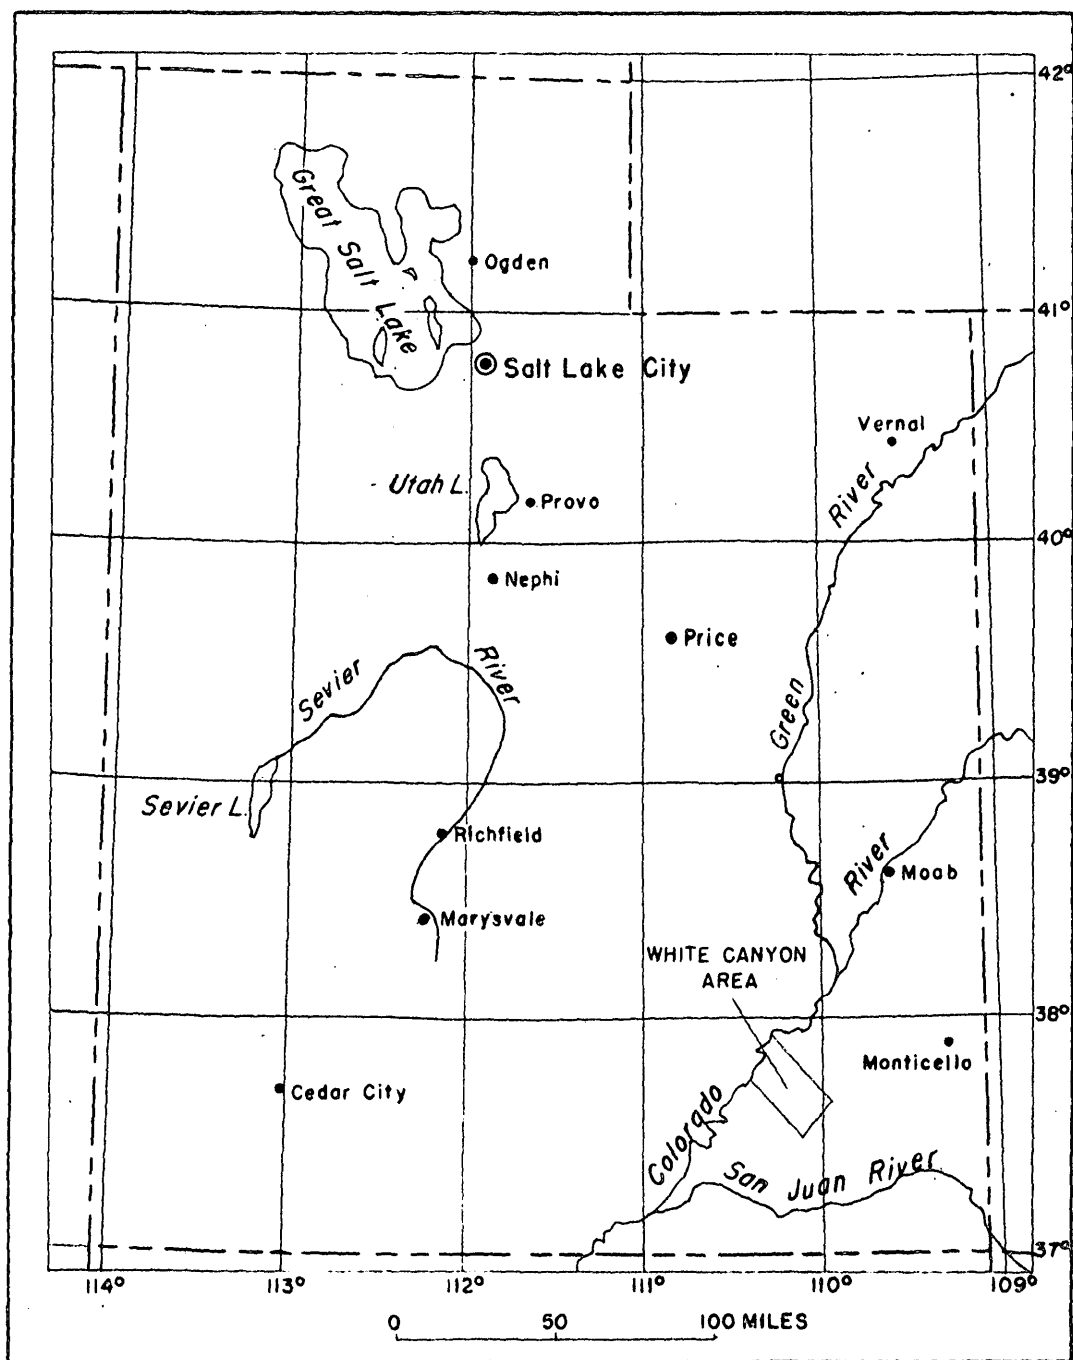 42°
Great Salt Lake
Ogden
41°
Salt Lake City
Vernal
Utah L.
Provo
River
40°
Nephi
Price
Sevier
River
Green
39°
Sevier L.
Richfield
River
Moab
Marysvale
WHITE CANYON
AREA
38°
Monticello
Cedar City
Colorado
San Juan River
37°
114°
113°
112°
111°
110°
109°
0
50
100 MILES